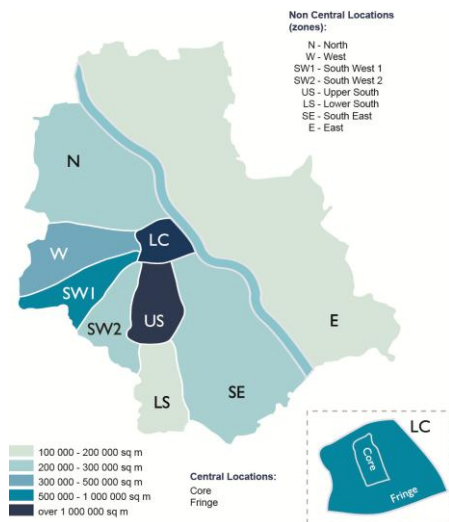 Non Central Locations
(zones):
N - North
W - West
SW1 - South West 1
SW2 - South West 2
US - Upper South
LS - Lower South
SE - South East
E - East
N
LC
W
SW1
SW2
US
E
SE
LS
LC
Core
Fringe
100 000 - 200 000 sq m
200 000 - 300 000 sq m
300 000 - 500 000 sq m
500 000 - 1 000 000 sq m
over 1 000 000 sq m
Central Locations:
Core
Fringe